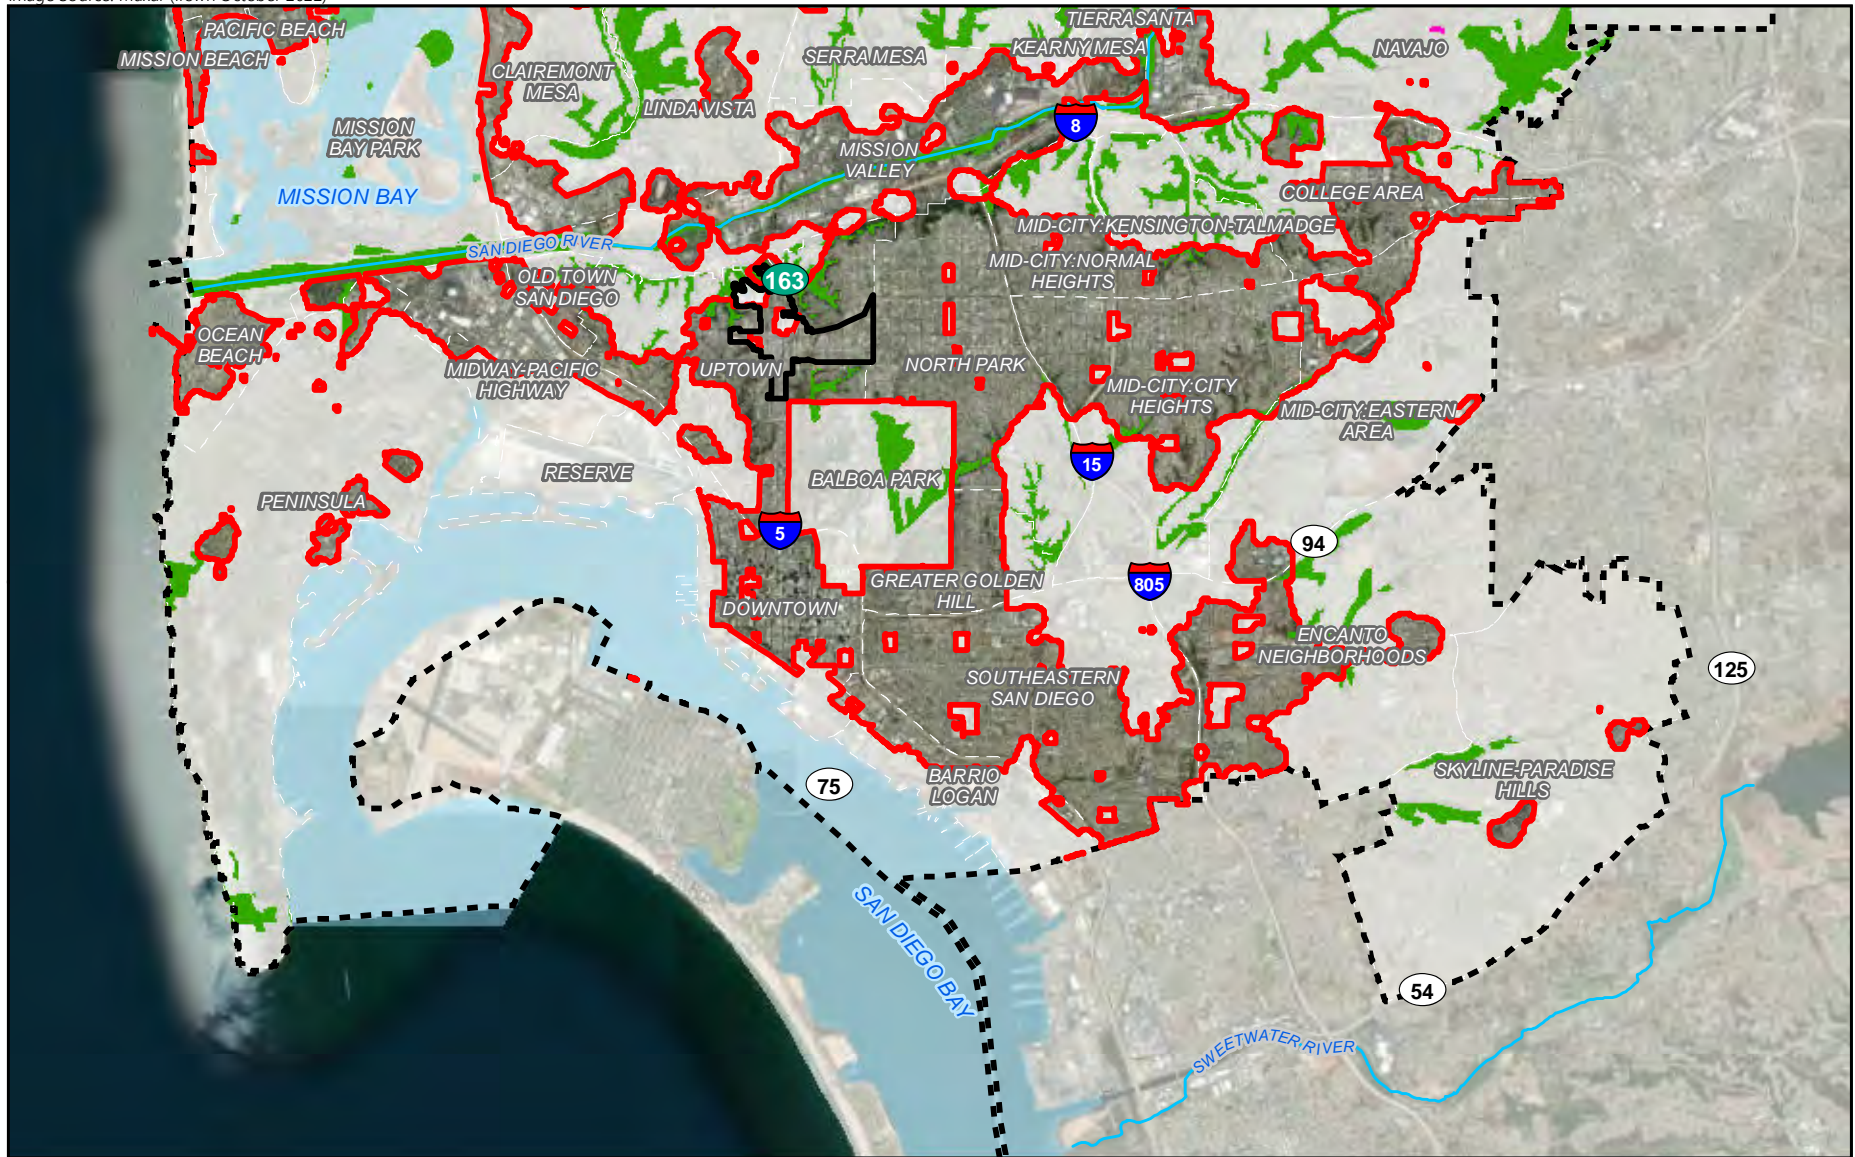 PACIFIC BEACH
MISSION BEACH
TIERRASANTA
KEARNY MESA
SERRA MESA
NAVAJO
CLAIREMONT
MESA
LINDA VISTA
8
MISSION
BAY PARK
MISSION
VALLEY
MISSION BAY
COLLEGE AREA
MID-CITY:KENSINGTON-TALMADGE
SAN DIEGO RIVER
MID-CITY:NORMAL
HEIGHTS
OLD TOWN
SAN DIEGO
163
OCEAN
BEACH
MIDWAY-PACIFIC
HIGHWAY
UPTOWN
NORTH PARK
MID-CITY:CITY
HEIGHTS
MID-CITY:EASTERN
AREA
15
RESERVE
BALBOA PARK
PENINSULA
5
94
805
GREATER GOLDEN
HILL
DOWNTOWN
ENCANTO
NEIGHBORHOODS
125
SOUTHEASTERN
SAN DIEGO
75
BARRIO
LOGAN
SKYLINE-PARADISE
HILLS
SAN DIEGO BAY
54
SWEETWATER RIVER